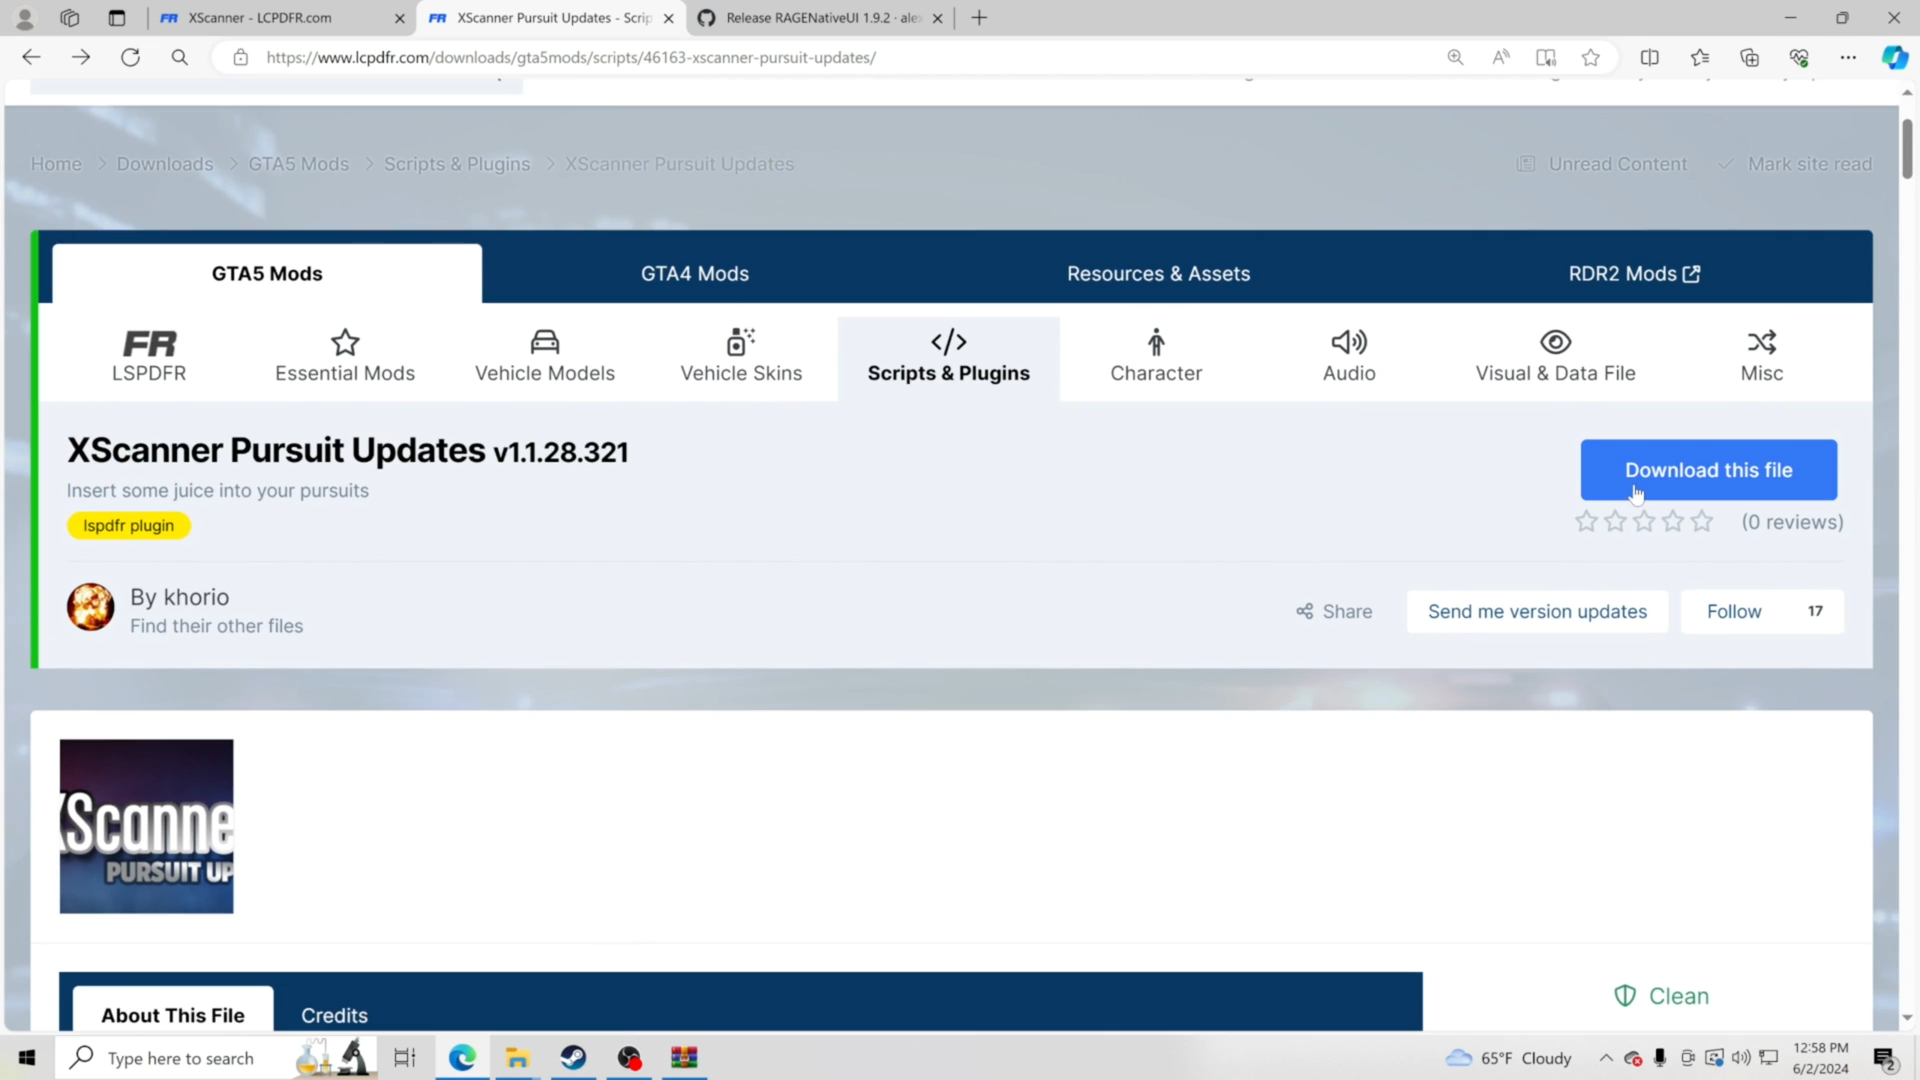 XScanner - LCPDFR.com
XScanner Pursuit Updates - Scrip
Release RAGENativeUI 1.9.2 · ale
https://www.lcpdfr.com/downloads/gta5mods/scripts/46163-xscanner-pursuit-updates/
Home > Downloads > GTA5 Mods > Scripts & Plugins > XScanner Pursuit Updates
Unread Content
Mark site read
GTA5 Mods
GTA4 Mods
Resources & Assets
RDR2 Mods
FR
LSPDFR
Essential Mods
Vehicle Models
Vehicle Skins
</>
Scripts & Plugins
Character
Audio
Visual & Data File
Misc
XScanner Pursuit Updates v1.1.28.321
Download this file
Insert some juice into your pursuits
lspdfr plugin
(0 reviews)
By khorio
Find their other files
Share
Send me version updates
Follow 17
XScanne
PURSUIT UP
About This File
Credits
Clean
Type here to search
65°F Cloudy
12:58 PM
6/2/2024
2